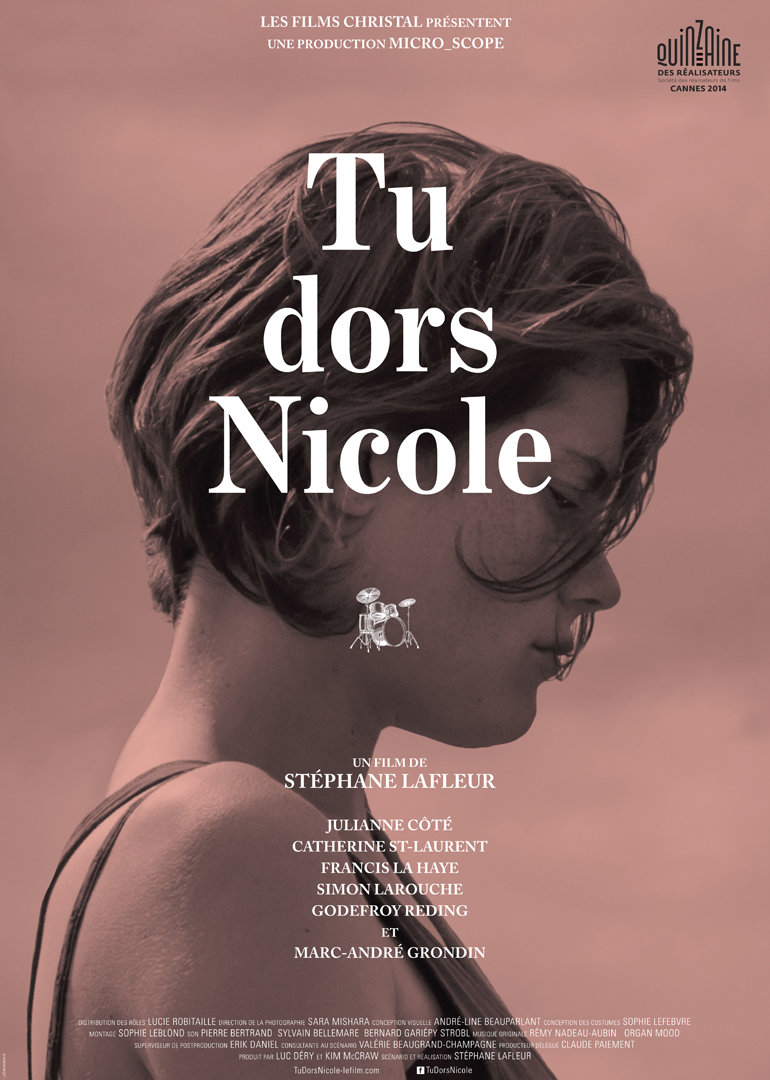 LES FILMS CHRISTAL PRÉSENTENT
UNE PRODUCTION MICRO_SCOPE
QUINZAINE
DES RÉALISATEURS
Société des réalisateurs de films
CANNES 2014
Tu
dors
Nicole
UN FILM DE
STÉPHANE LAFLEUR
JULIANNE CÔTÉ
CATHERINE ST-LAURENT
FRANCIS LA HAYE
SIMON LAROUCHE
GODEFROY REDING
ET
MARC-ANDRÉ GRONDIN
DISTRIBUTION DES RÔLES LUCIE ROBITAILLE DIRECTION DE LA PHOTOGRAPHIE SARA MISHARA CONCEPTION VISUELLE ANDRÉ-LINE BEAUPARLANT CONCEPTION DES COSTUMES SOPHIE LEFEBVRE
MONTAGE SOPHIE LEBLOND SON PIERRE BERTRAND SYLVAIN BELLEMARE BERNARD GARIÉPY STROBL MUSIQUE ORIGINALE RÉMY NADEAU-AUBIN ORGAN MOOD
SUPERVISEUR DE POSTPRODUCTION ERIK DANIEL CONSULTANTE AU SCÉNARIO VALÉRIE BEAUGRAND-CHAMPAGNE PRODUCTEUR DÉLÉGUÉ CLAUDE PAIEMENT
PRODUIT PAR LUC DÉRY ET KIM McCRAW SCÉNARIO ET RÉALISATION STÉPHANE LAFLEUR
TuDorsNicole-lefilm.com TuDorsNicole